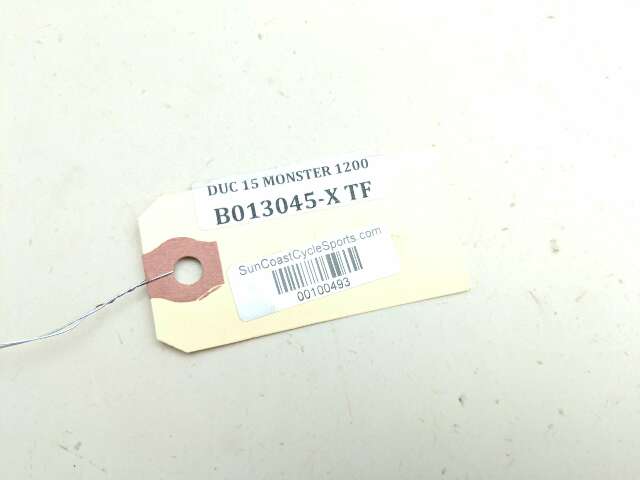 DUC 15 MONSTER 1200
B013045-X TF
SunCoastCycleSports.com
00100493